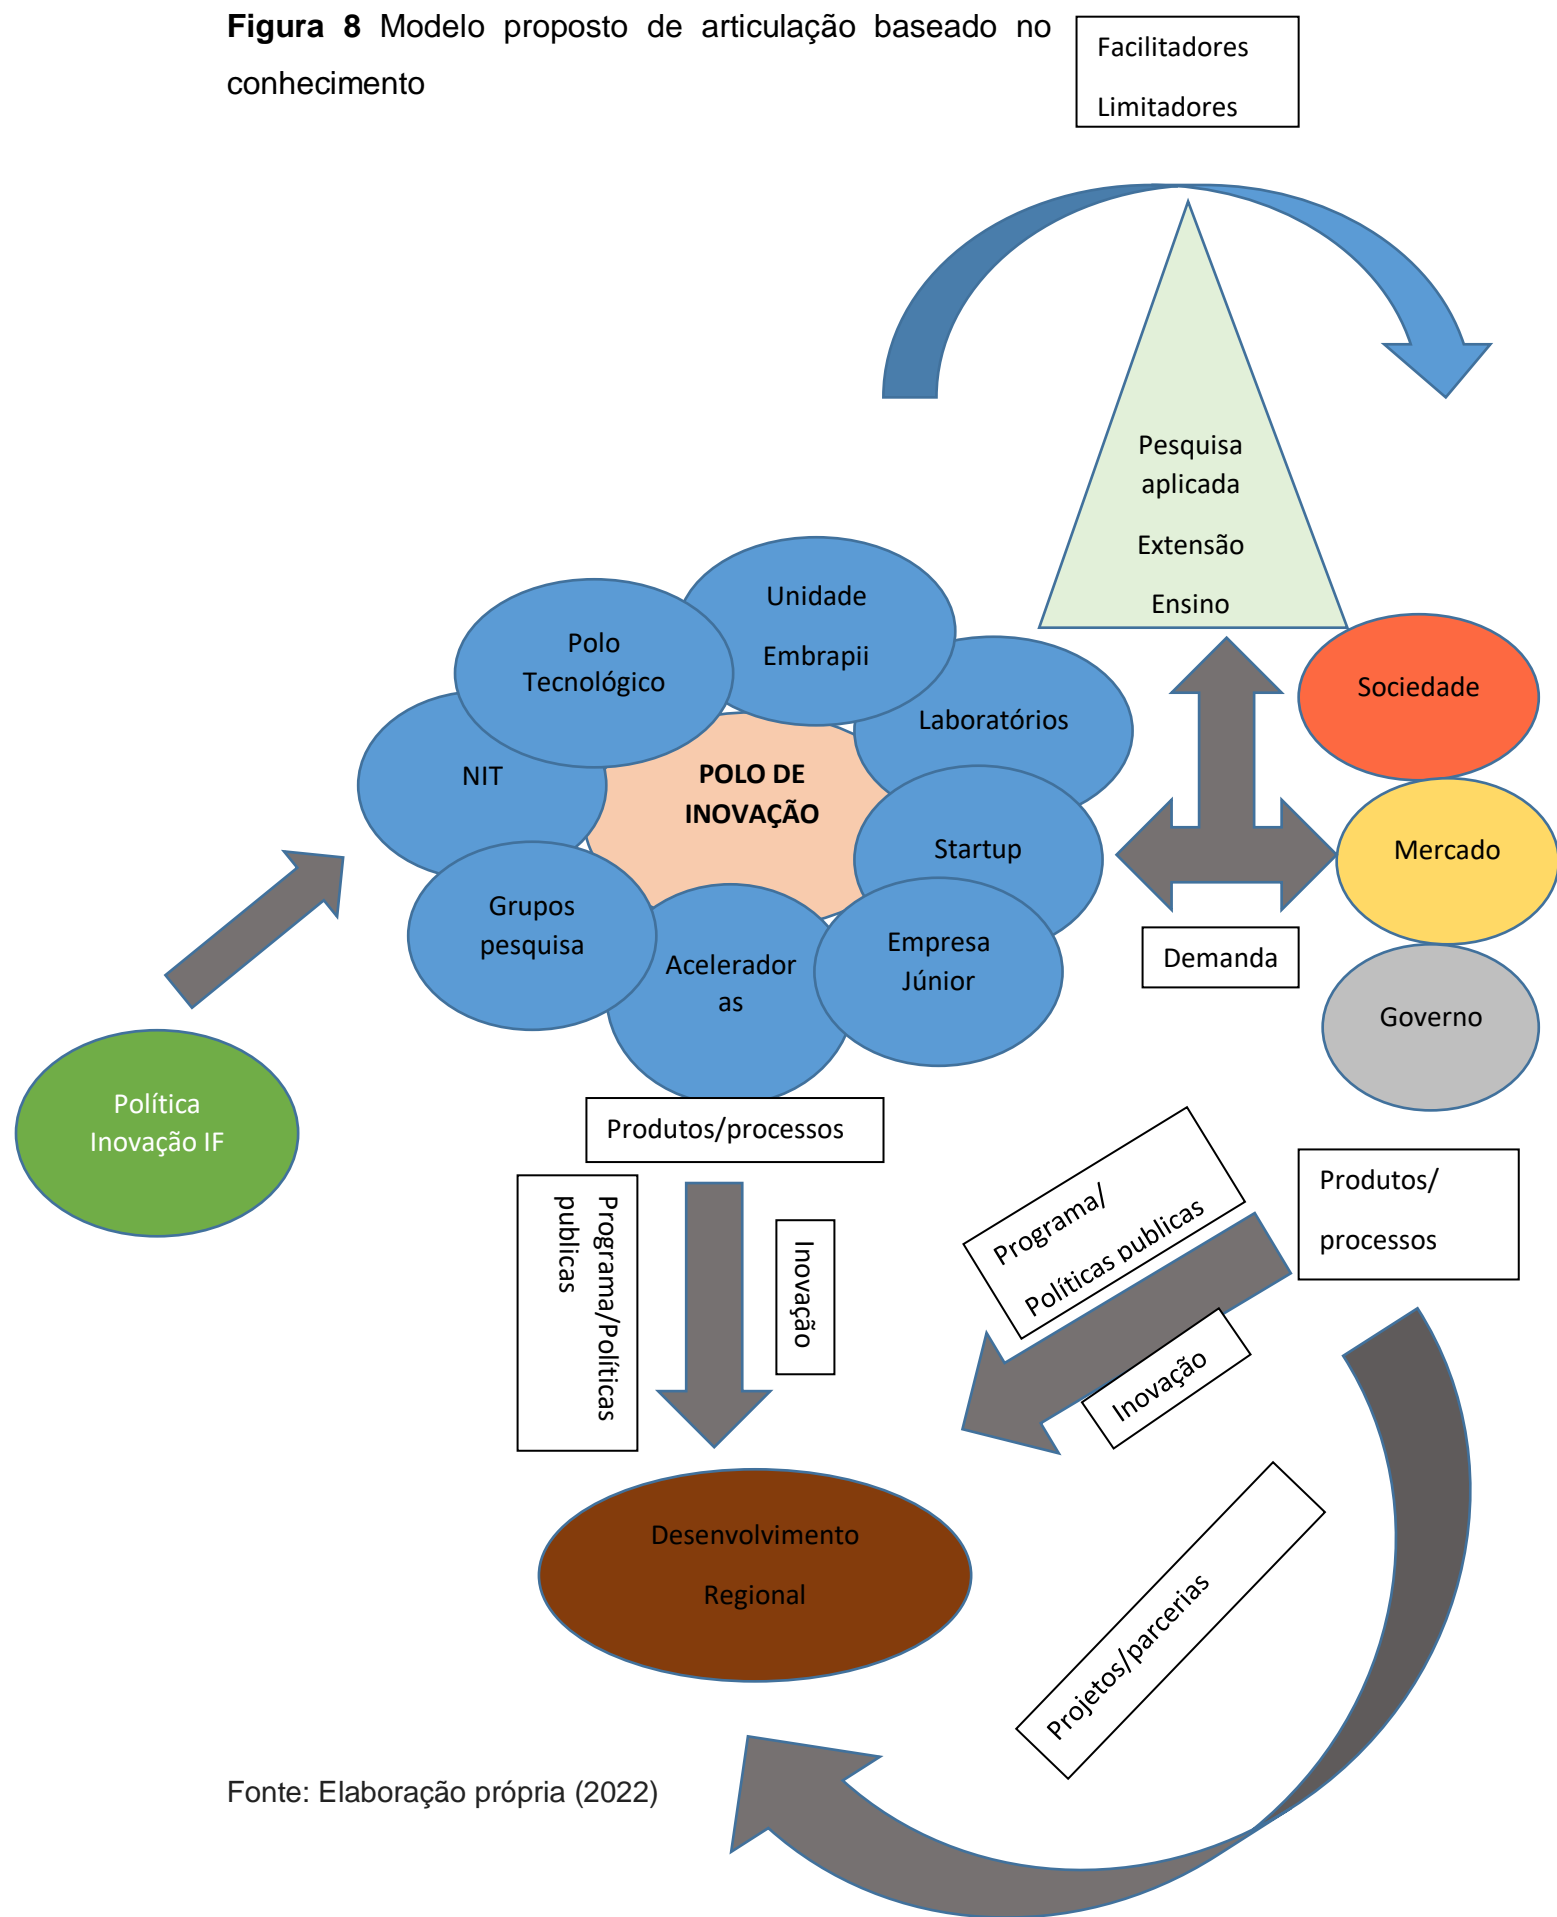 Figura 8 Modelo proposto de articulação baseado no
conhecimento
Facilitadores
Limitadores
Pesquisa
aplicada
Extensão
Ensino
Unidade
Embrapii
Polo
Tecnológico
Laboratórios
NIT
POLO DE
INOVAÇÃO
Startup
Grupos
pesquisa
Acelerador
as
Empresa
Júnior
Sociedade
Mercado
Governo
Demanda
Política
Inovação IF
Produtos/processos
Programa/Políticas
publicas
Inovação
Programa/
Políticas publicas
Inovação
Produtos/
processos
Desenvolvimento
Regional
Projetos/parcerias
Fonte: Elaboração própria (2022)